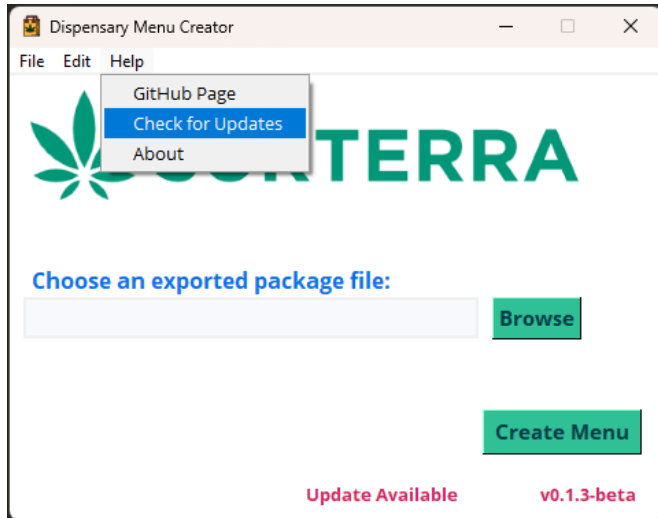 Dispensary Menu Creator
File Edit Help
GitHub Page
Check for Updates
About
TERRA
Choose an exported package file:
Browse
Create Menu
Update Available v0.1.3-beta